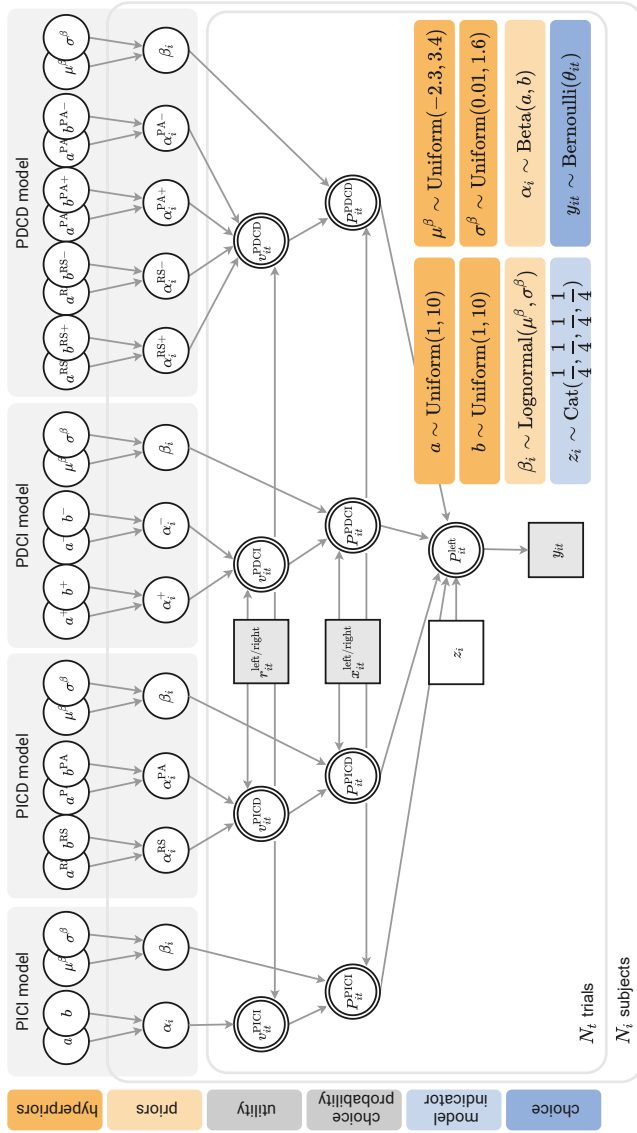 PICI model
PICD model
PDCI model
PDCD model
hyperpriors
a b μ^β σ^β
a^R b^RS a^P b^PA μ^β σ^β
a^+ b^+ a^- b^- μ^β σ^β
a^RS b^RS+ a^R b^RS− a^PA b^PA+ a^PA b^PA− μ^β σ^β
priors
α_i β_i
α_i^RS α_i^PA β_i
α_i^+ α_i^− β_i
α_i^RS+ α_i^RS− α_i^PA+ α_i^PA− β_i
utility
v_it^PICI v_it^PICD r_it^left/right v_it^PDCI v_it^PDCD
choice
probability
P_it^PICI P_it^PICD x_it^left/right P_it^PDCI P_it^PDCD
model
indicator
z_i P_it^left
choice
y_it
a ∼ Uniform(1, 10)
μ^β ∼ Uniform(−2.3, 3.4)
b ∼ Uniform(1, 10)
σ^β ∼ Uniform(0.01, 1.6)
β_i ∼ Lognormal(μ^β, σ^β)
α_i ∼ Beta(a, b)
z_i ∼ Cat(1/4, 1/4, 1/4, 1/4)
y_it ∼ Bernoulli(θ_it)
N_t trials
N_i subjects